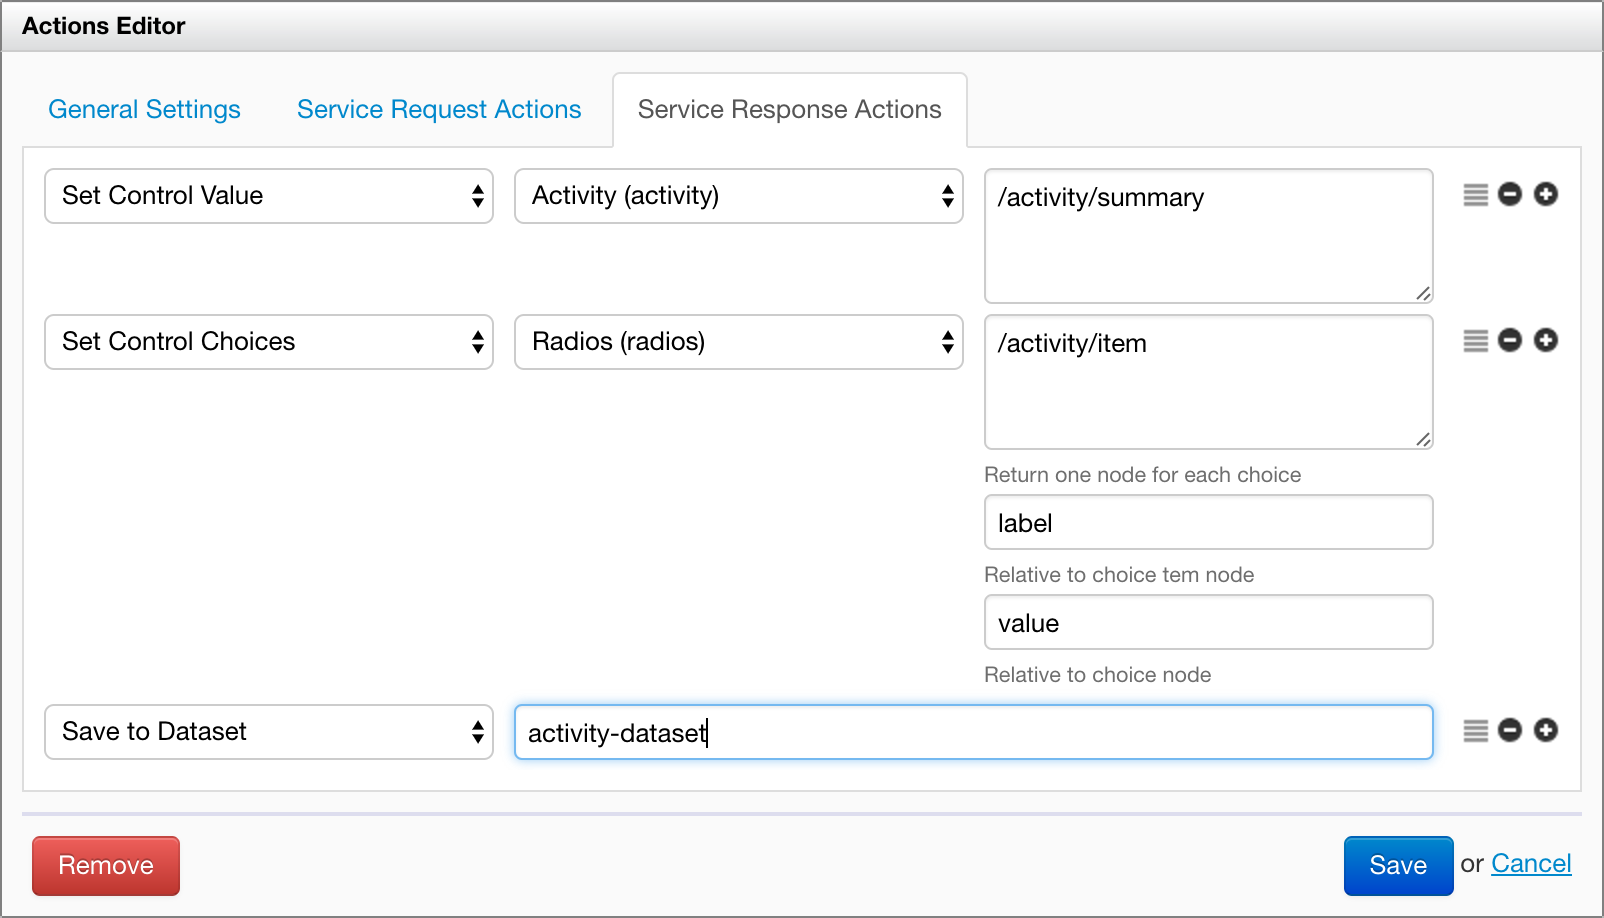 Actions Editor
General Settings Service Request Actions Service Response Actions
Set Control Value Activity (activity) /activity/summary
Set Control Choices Radios (radios) /activity/item
Return one node for each choice
label
Relative to choice tem node
value
Relative to choice node
Save to Dataset activity-dataset
Remove Save or Cancel